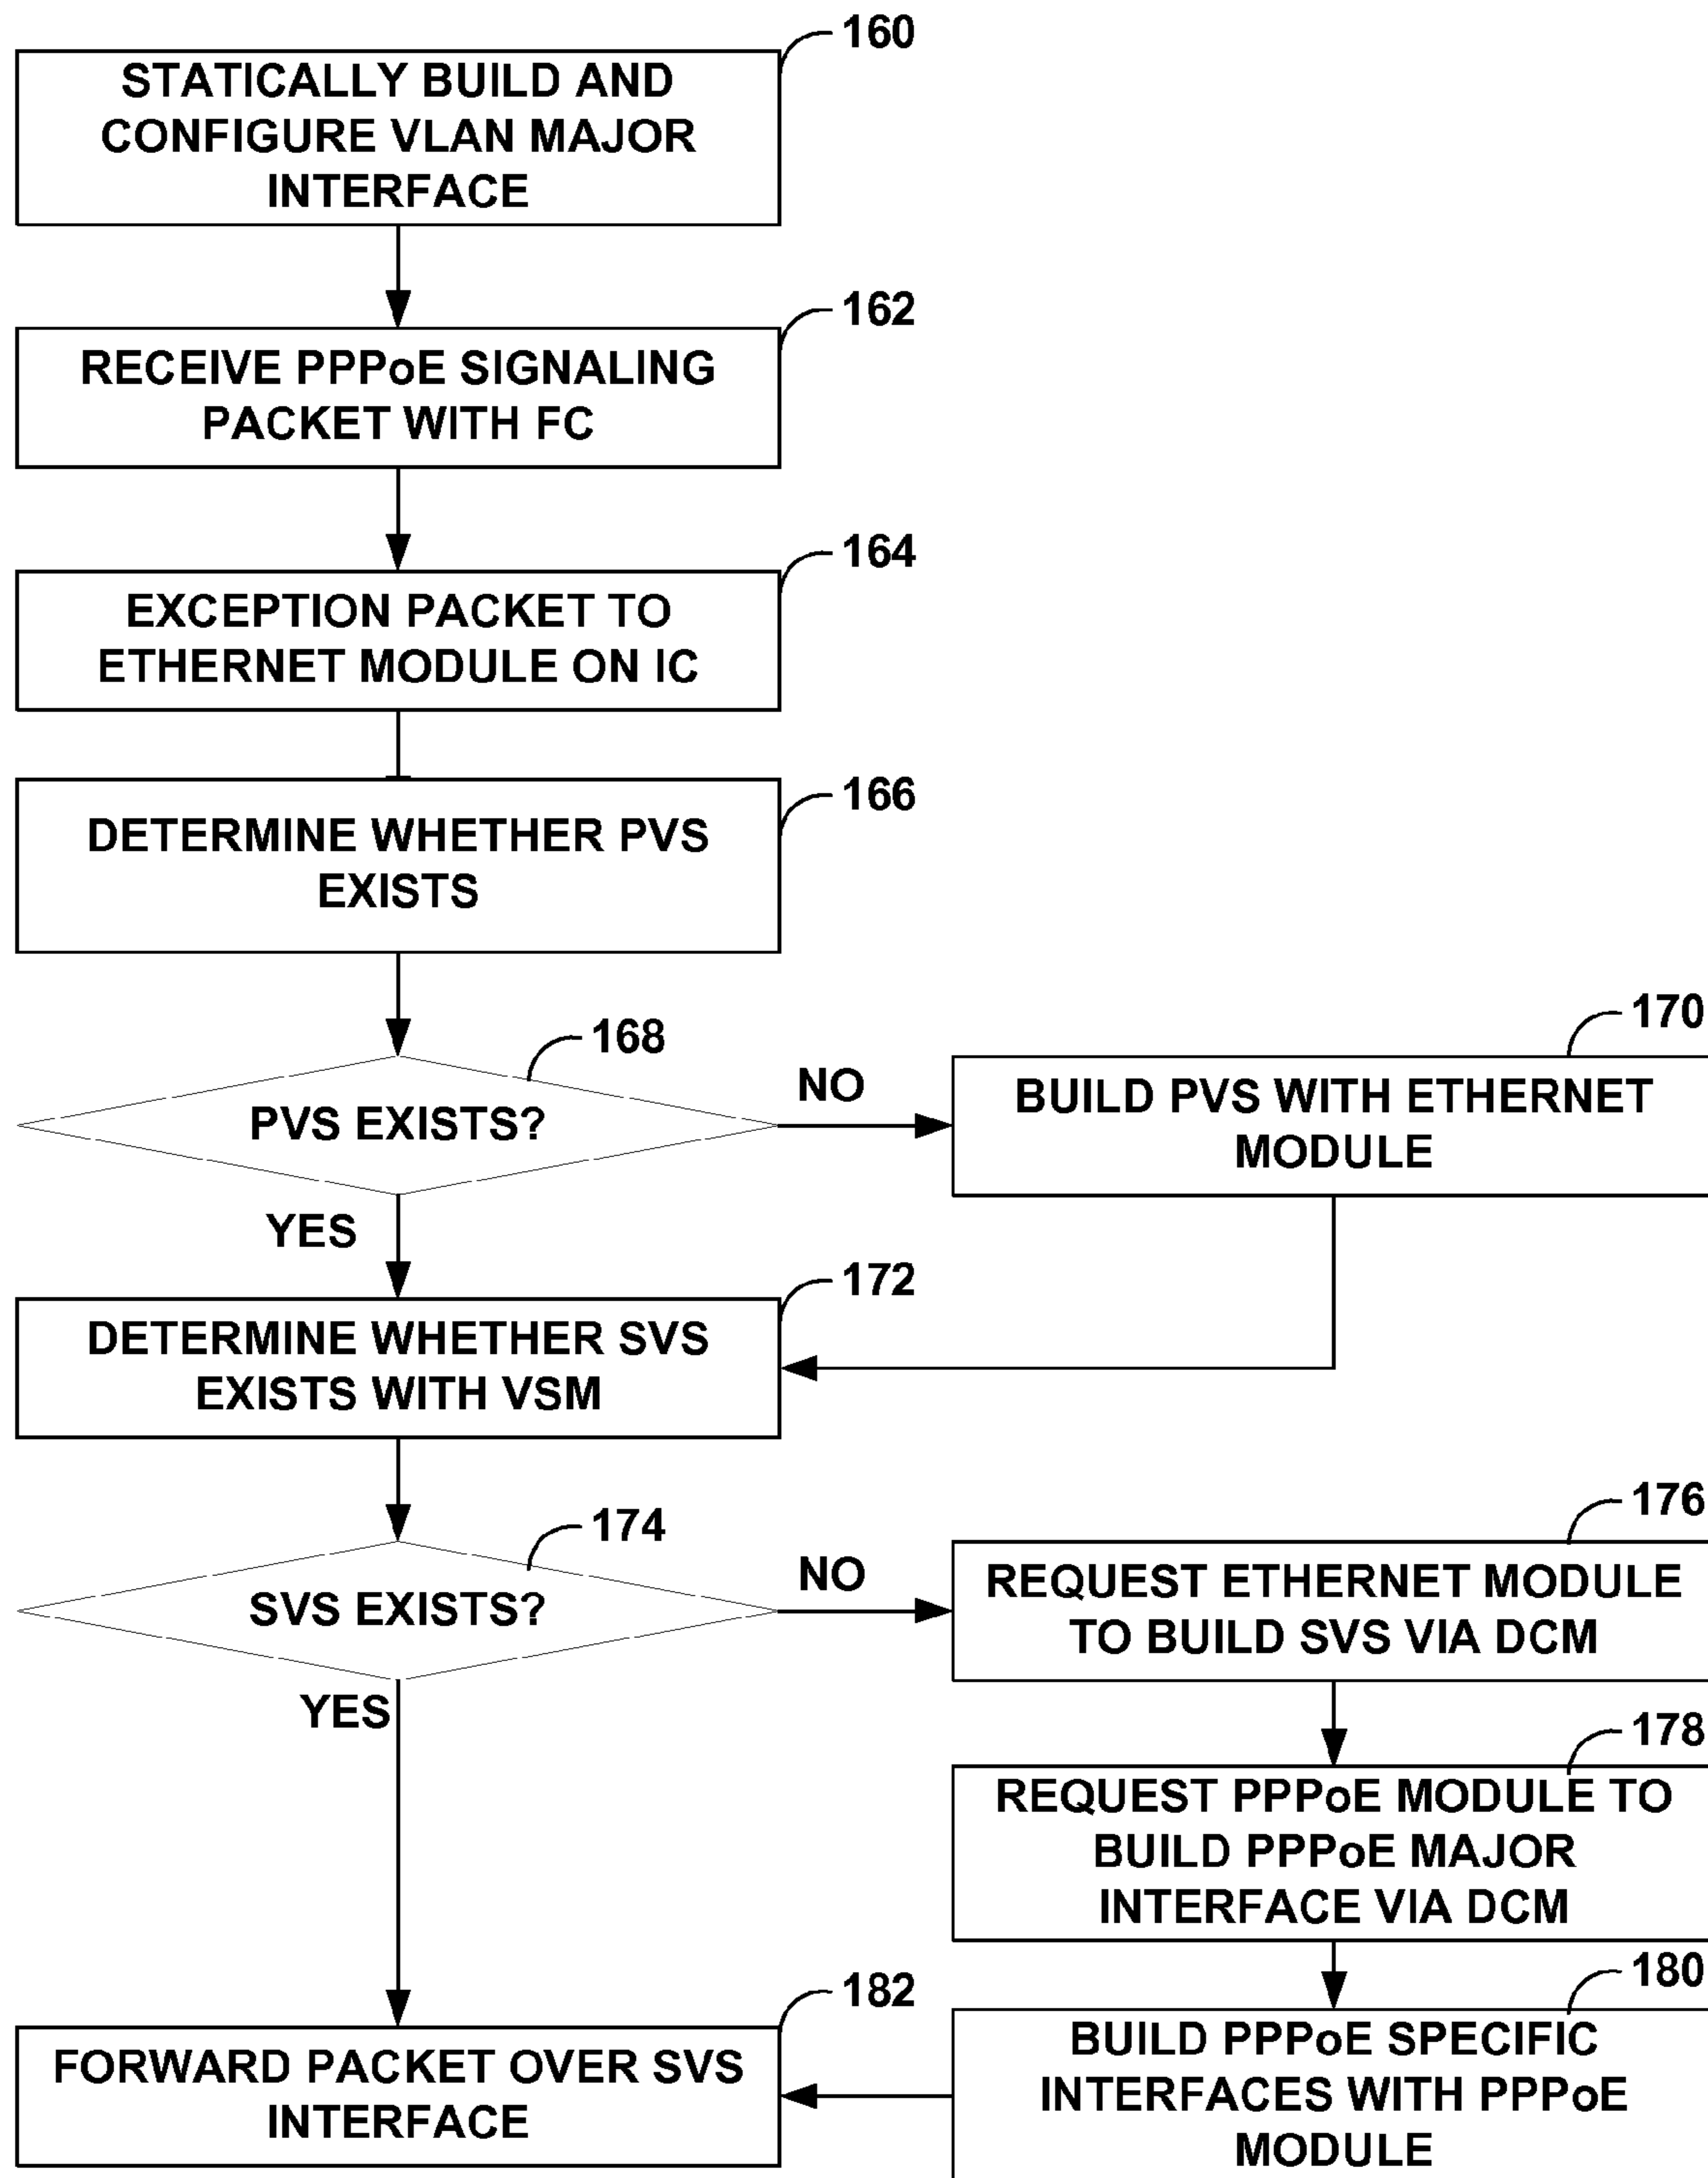 160
STATICALLY BUILD AND
CONFIGURE VLAN MAJOR
INTERFACE
162
RECEIVE PPPoE SIGNALING
PACKET WITH FC
164
EXCEPTION PACKET TO
ETHERNET MODULE ON IC
166
DETERMINE WHETHER PVS
EXISTS
168
PVS EXISTS?
NO
YES
170
BUILD PVS WITH ETHERNET
MODULE
172
DETERMINE WHETHER SVS
EXISTS WITH VSM
174
SVS EXISTS?
NO
YES
176
REQUEST ETHERNET MODULE
TO BUILD SVS VIA DCM
178
REQUEST PPPoE MODULE TO
BUILD PPPoE MAJOR
INTERFACE VIA DCM
180
BUILD PPPoE SPECIFIC
INTERFACES WITH PPPoE
MODULE
182
FORWARD PACKET OVER SVS
INTERFACE